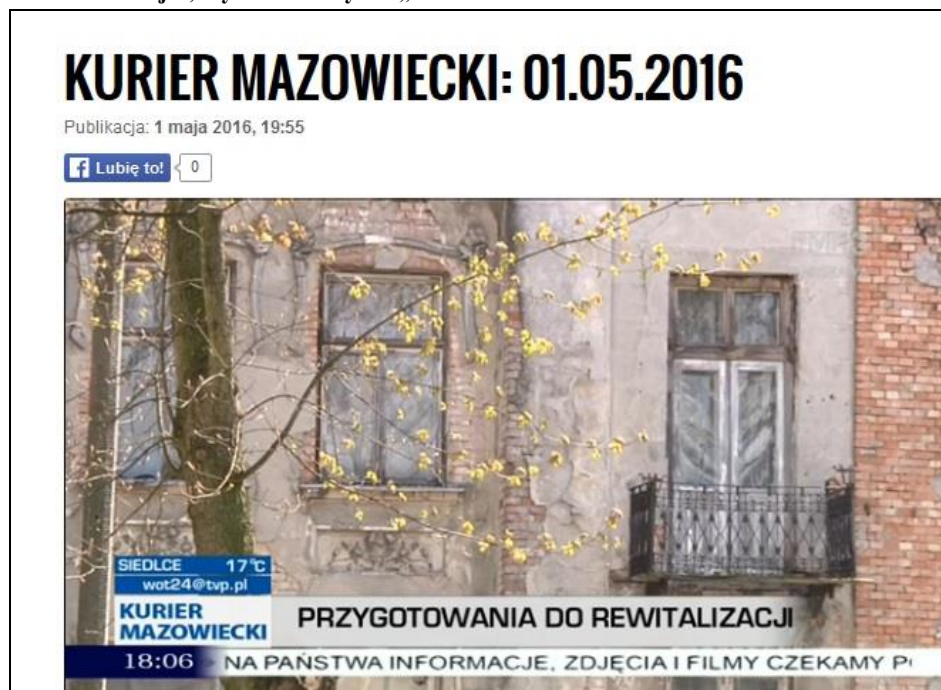 KURIER MAZOWIECKI: 01.05.2016
Publikacja: 1 maja 2016, 19:55
Lubię to! 0
SIEDLCE 17°C
wot24@tvp.pl
KURIER
MAZOWIECKI
PRZYGOTOWANIA DO REWITALIZACJI
18:06 NA PAŃSTWA INFORMACJE, ZDJĘCIA I FILMY CZEKAMY